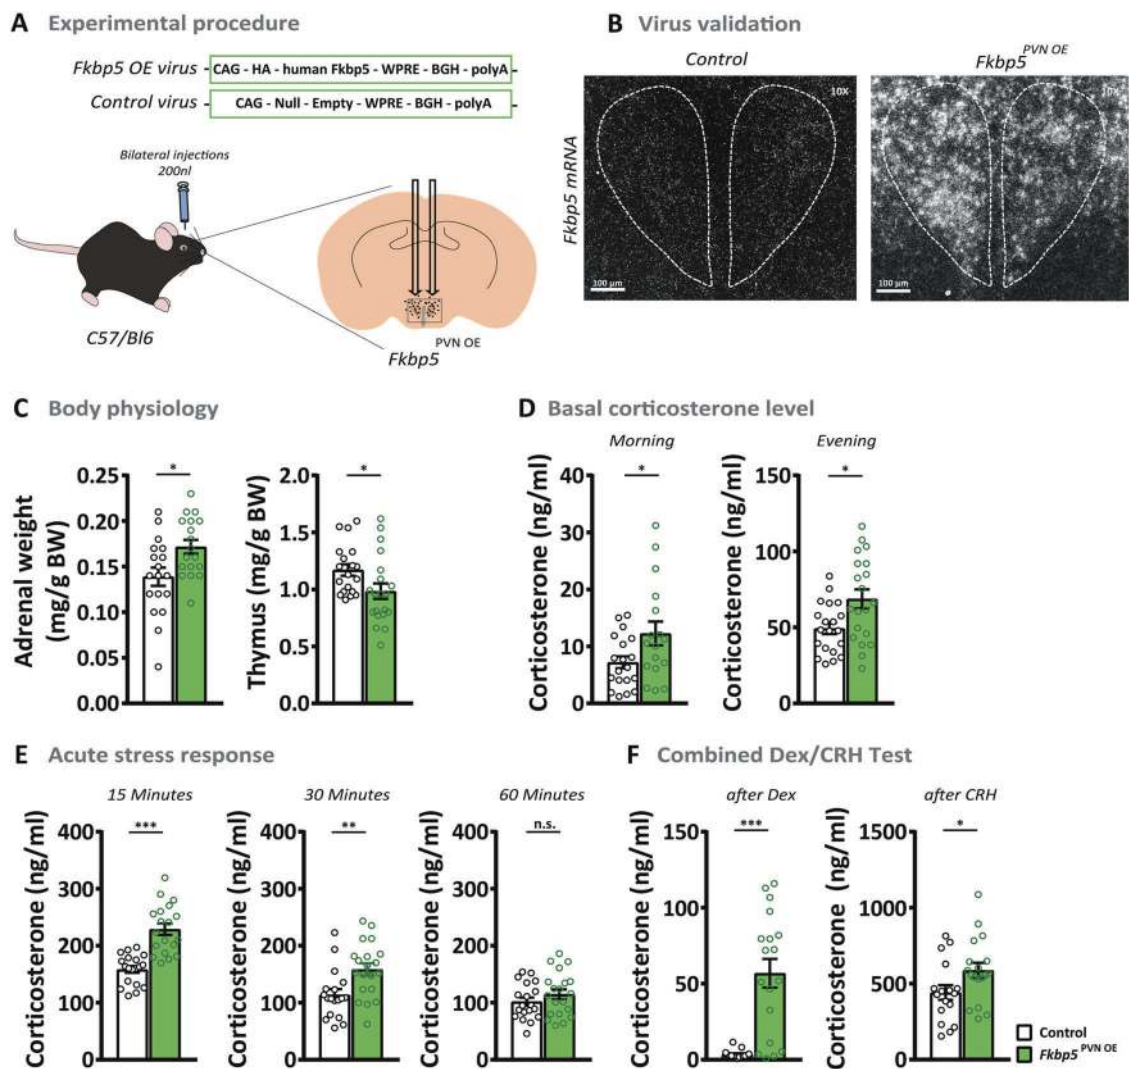 A Experimental procedure
Fkbp5 OE virus CAG - HA - human Fkbp5 - WPRE - BGH - polyA
Control virus CAG - Null - Empty - WPRE - BGH - polyA
Bilateral injections
200nl
C57/Bl6
Fkbp5 PVN OE
B Virus validation
Control
Fkbp5 PVN OE
Fkbp5 mRNA
10X
10X
100 µm
100 µm
C Body physiology
Adrenal weight
(mg/g BW)
0.25
0.20
0.15
0.10
0.05
0.00
*
Thymus (mg/g BW)
2.0
1.5
1.0
0.5
0.0
*
D Basal corticosterone level
Morning
Corticosterone (ng/ml)
40
30
20
10
0
*
Evening
Corticosterone (ng/ml)
150
100
50
0
*
E Acute stress response
15 Minutes
Corticosterone (ng/ml)
400
300
200
100
0
***
30 Minutes
Corticosterone (ng/ml)
400
300
200
100
0
**
60 Minutes
Corticosterone (ng/ml)
400
300
200
100
0
n.s.
F Combined Dex/CRH Test
after Dex
Corticosterone (ng/ml)
150
100
50
0
***
after CRH
Corticosterone (ng/ml)
1500
1000
500
0
*
Control
Fkbp5 PVN OE